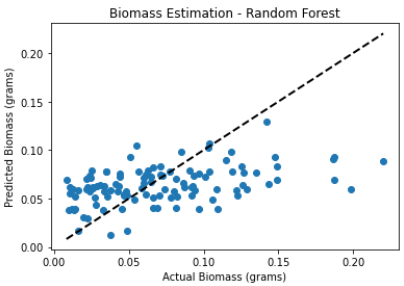 Biomass Estimation - Random Forest
Predicted Biomass (grams)
0.20
0.15
0.10
0.05
0.00
0.00 0.05 0.10 0.15 0.20
Actual Biomass (grams)